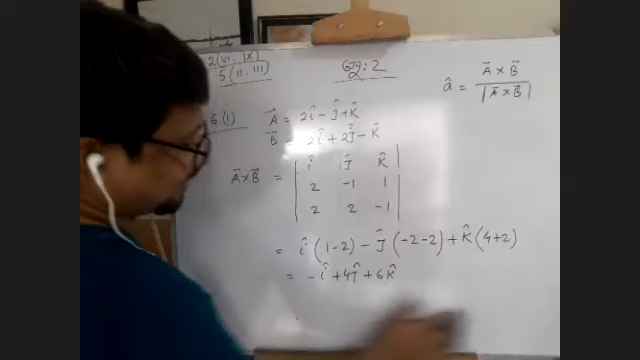 2(VI. IX)
5(II. III)
Q: 2
â̭ = A⃗ × B⃗ / |A⃗ × B⃗|
6(1)
A⃗ = 2î - Ĵ + K̂
B⃗ = 2î + 2Ĵ - K̂
A⃗ × B⃗ = | î Ĵ K̂ |
| 2 -1 1 |
| 2 2 -1 |
= î (1-2) - Ĵ (-2-2) + K̂ (4+2)
= - î + 4Ĵ + 6K̂